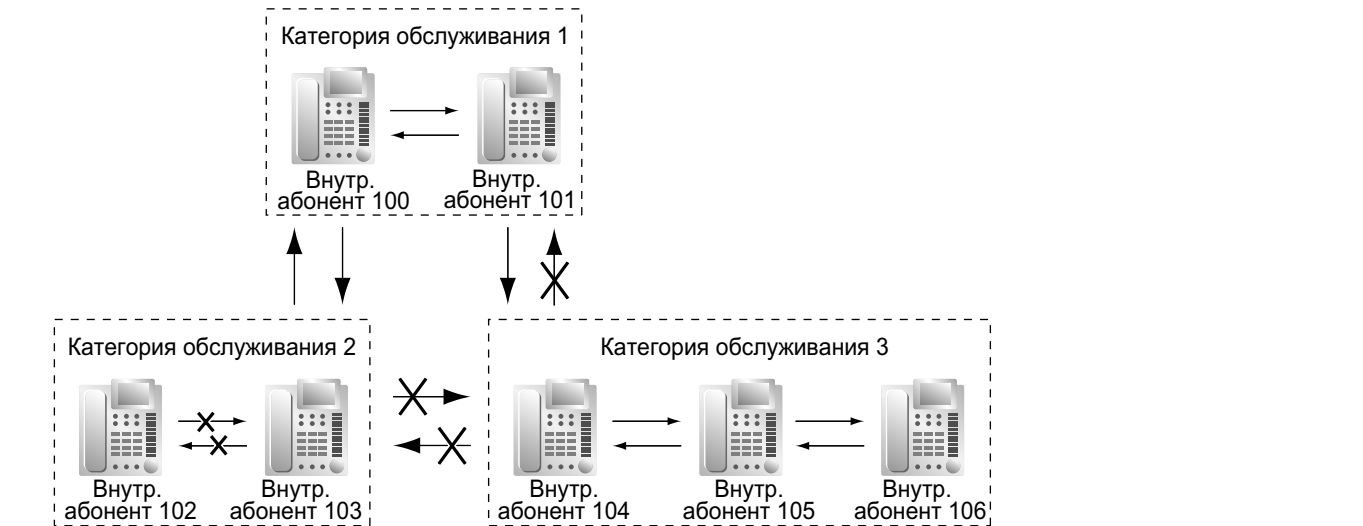 Категория обслуживания 1
Внутр.
абонент 100
Внутр.
абонент 101
Категория обслуживания 2
Внутр.
абонент 102
Внутр.
абонент 103
Категория обслуживания 3
Внутр.
абонент 104
Внутр.
абонент 105
Внутр.
абонент 106